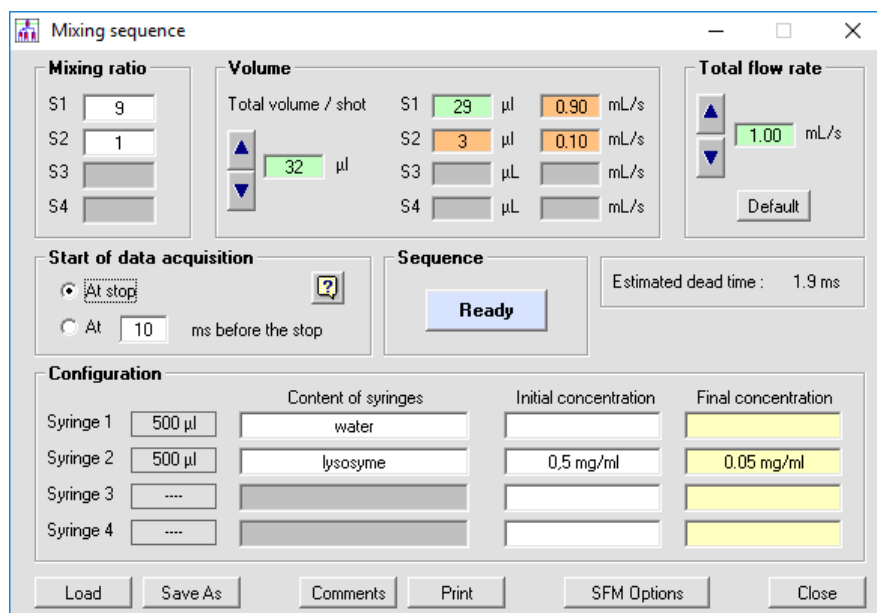 Mixing sequence
Mixing ratio
S1 9
S2 1
S3
S4
Volume
Total volume / shot
32 µl
S1 29 µl 0.90 mL/s
S2 3 µl 0.10 mL/s
S3 µL mL/s
S4 µL mL/s
Total flow rate
1.00 mL/s
Default
Start of data acquisition
At stop
?
At 10 ms before the stop
Sequence
Ready
Estimated dead time : 1.9 ms
Configuration
Content of syringes Initial concentration Final concentration
Syringe 1 500 µl water
Syringe 2 500 µl lysosyme 0,5 mg/ml 0.05 mg/ml
Syringe 3 ----
Syringe 4 ----
Load Save As Comments Print SFM Options Close